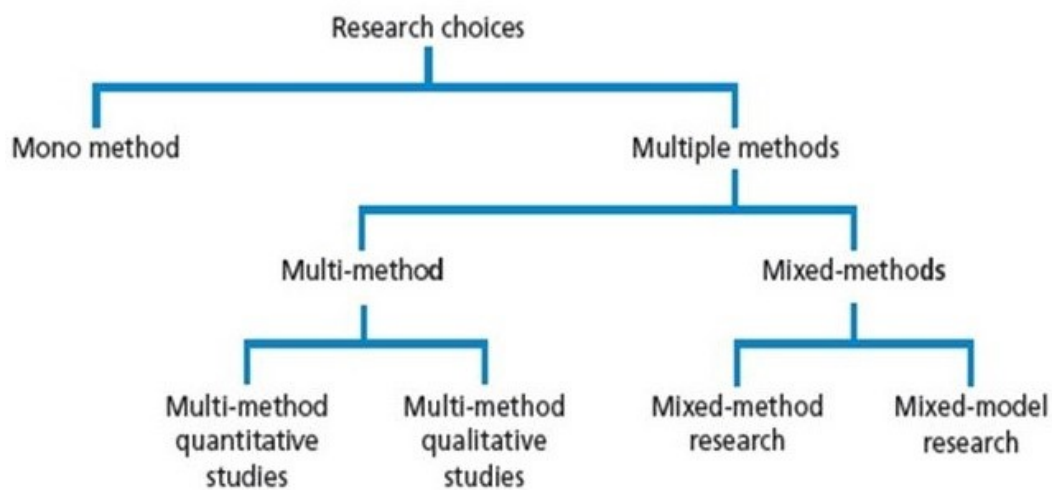 Research choices
Mono method
Multiple methods
Multi-method
Mixed-methods
Multi-method
quantitative
studies
Multi-method
qualitative
studies
Mixed-method
research
Mixed-model
research